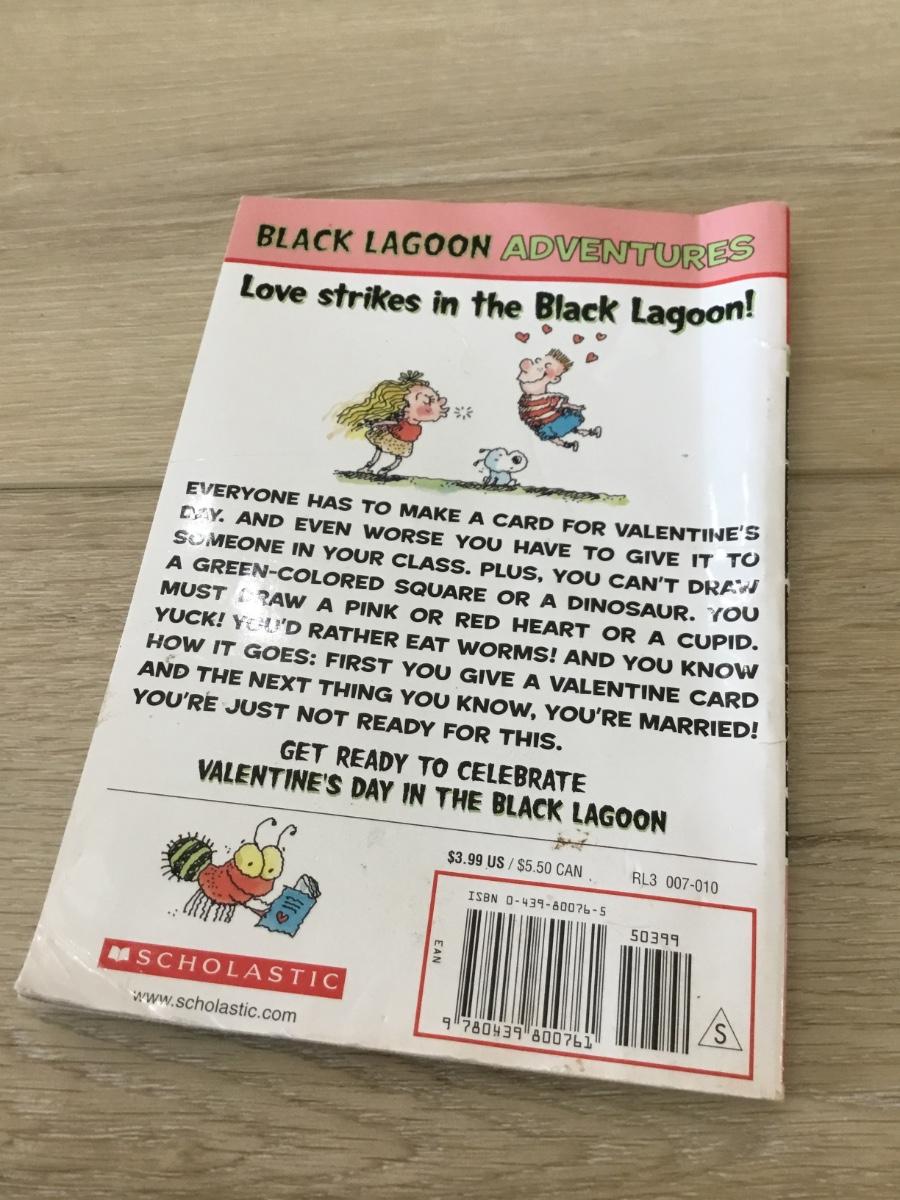 BLACK LAGOON ADVENTURES
Love strikes in the Black Lagoon!
EVERYONE HAS TO MAKE A CARD FOR VALENTINE'S
DAY. AND EVEN WORSE YOU HAVE TO GIVE IT TO
SOMEONE IN YOUR CLASS. PLUS, YOU CAN'T DRAW
A GREEN-COLORED SQUARE OR A DINOSAUR. YOU
MUST DRAW A PINK OR RED HEART OR A CUPID.
YUCK! YOU'D RATHER EAT WORMS! AND YOU KNOW
HOW IT GOES: FIRST YOU GIVE A VALENTINE CARD
AND THE NEXT THING YOU KNOW, YOU'RE MARRIED!
YOU'RE JUST NOT READY FOR THIS.
GET READY TO CELEBRATE
VALENTINE'S DAY IN THE BLACK LAGOON
$3.99 US / $5.50 CAN
RL3 007-010
ISBN 0-439-80076-5
50399
EAN
9 780439 800761
S
SCHOLASTIC
www.scholastic.com